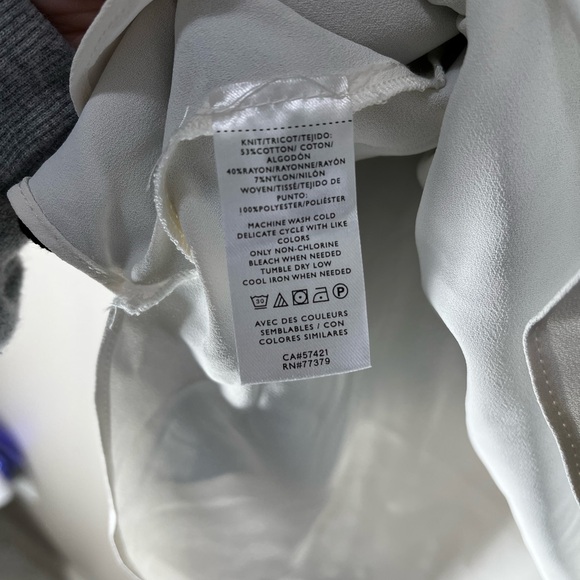 KNIT/TRICOT/TEJIDO:
53%COTTON/ COTON/
ALGODÓN
40%RAYON/RAYONNE/RAYÓN
7%NYLON/NILÓN
WOVEN/TISSÉ/TEJIDO DE
PUNTO:
100%POLYESTER/POLIÉSTER
MACHINE WASH COLD
DELICATE CYCLE WITH LIKE
COLORS
ONLY NON-CHLORINE
BLEACH WHEN NEEDED
TUMBLE DRY LOW
COOL IRON WHEN NEEDED
30 P
AVEC DES COULEURS
SEMBLABLES / CON
COLORES SIMILARES
CA#57421
RN#77379